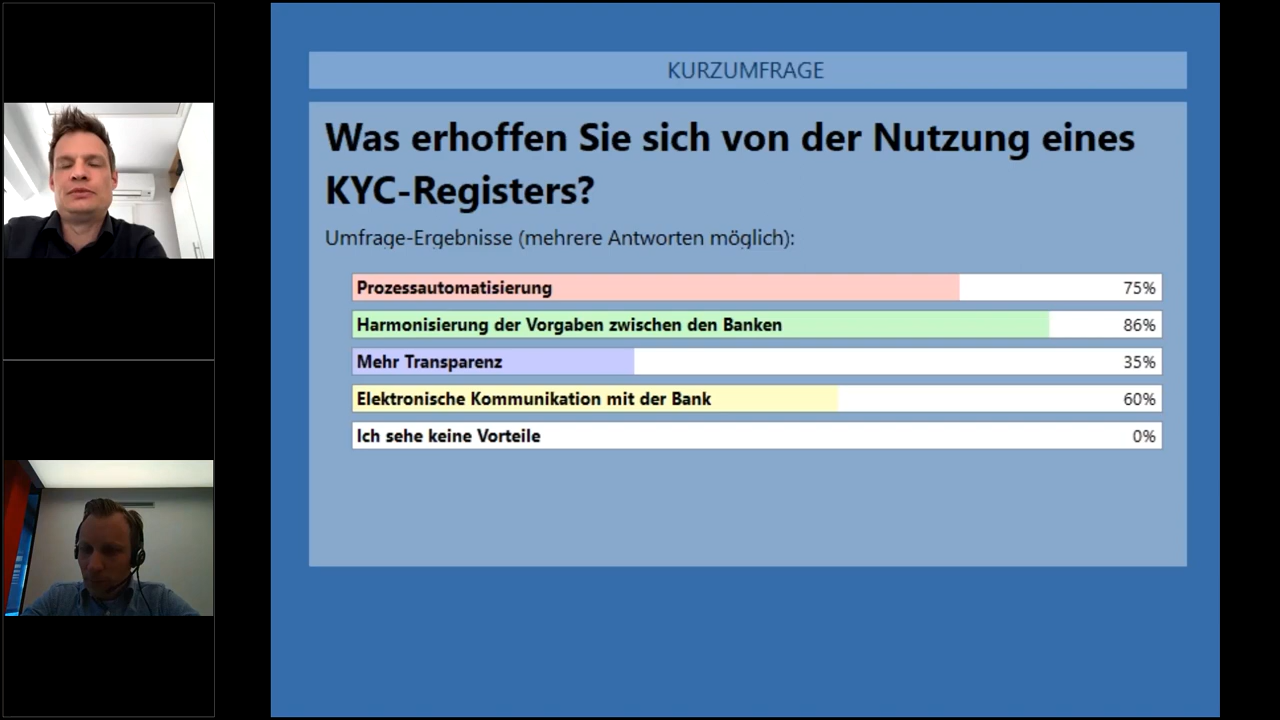 KURZUMFRAGE
Was erhoffen Sie sich von der Nutzung eines
KYC-Registers?
Umfrage-Ergebnisse (mehrere Antworten möglich):
Prozessautomatisierung 75%
Harmonisierung der Vorgaben zwischen den Banken 86%
Mehr Transparenz 35%
Elektronische Kommunikation mit der Bank 60%
Ich sehe keine Vorteile 0%